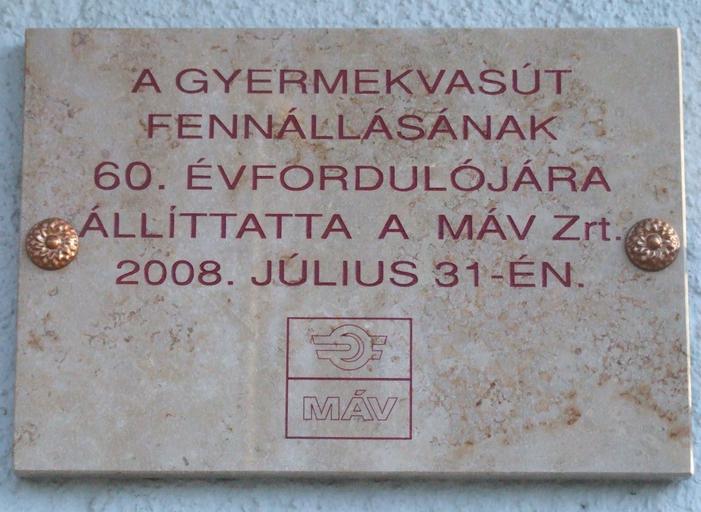 A GYERMEKVASÚT
FENNÁLLÁSÁNAK
60. ÉVFORDULÓJÁRA
ÁLLÍTTATTA A MÁV Zrt.
2008. JÚLIUS 31-ÉN.
MÁV